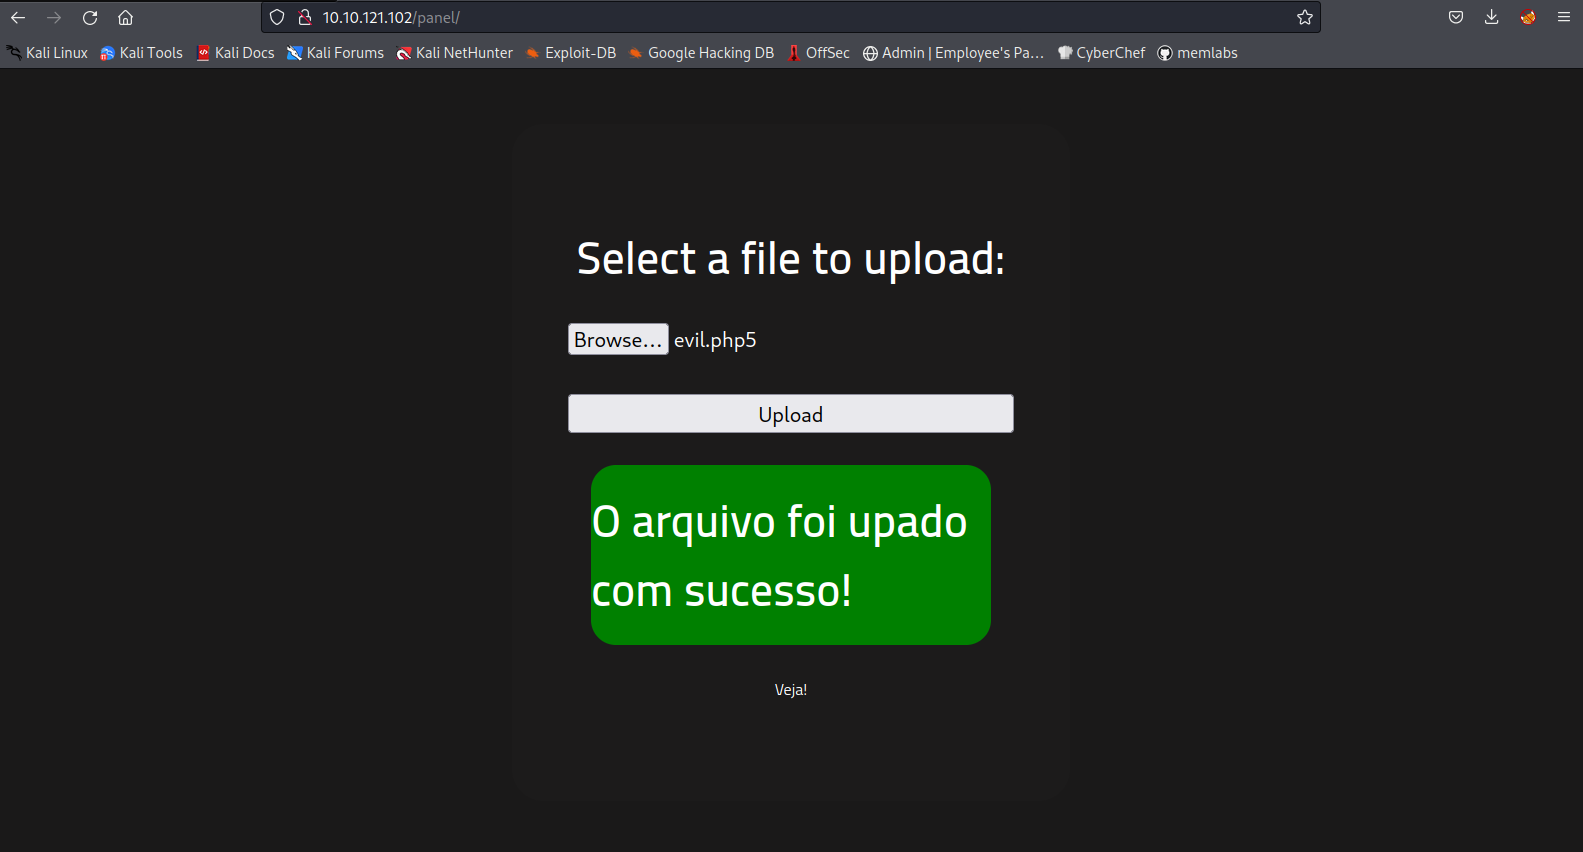 10.10.121.102/panel/
Kali Linux Kali Tools Kali Docs Kali Forums Kali NetHunter Exploit-DB Google Hacking DB OffSec Admin | Employee's Pa... CyberChef memlabs
Select a file to upload:
Browse... evil.php5
Upload
O arquivo foi upado
com sucesso!
Veja!